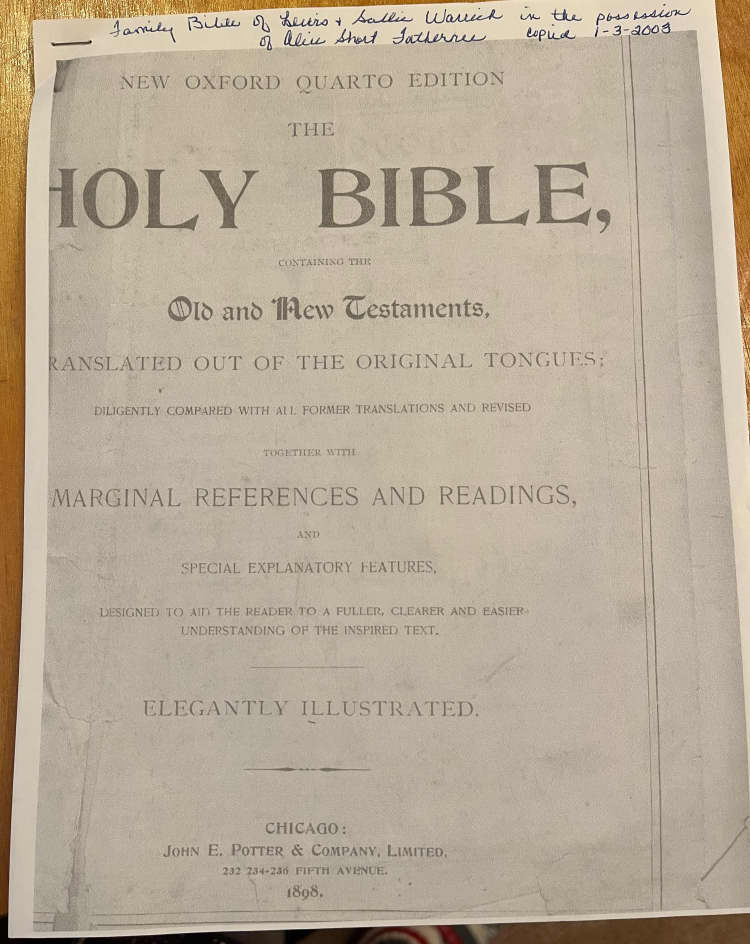 Family Bible of Lewis + Sallie Warrick in the possession
of Alice Short Fatherree copied 1-3-2003
NEW OXFORD QUARTO EDITION
THE
HOLY BIBLE,
CONTAINING THE
Old and New Testaments,
RANSLATED OUT OF THE ORIGINAL TONGUES;
DILIGENTLY COMPARED WITH ALL FORMER TRANSLATIONS AND REVISED
TOGETHER WITH
MARGINAL REFERENCES AND READINGS,
AND
SPECIAL EXPLANATORY FEATURES,
DESIGNED TO AID THE READER TO A FULLER, CLEARER AND EASIER
UNDERSTANDING OF THE INSPIRED TEXT.
ELEGANTLY ILLUSTRATED.
CHICAGO:
JOHN E. POTTER & COMPANY, LIMITED,
232 234-236 FIFTH AVENUE.
1898.